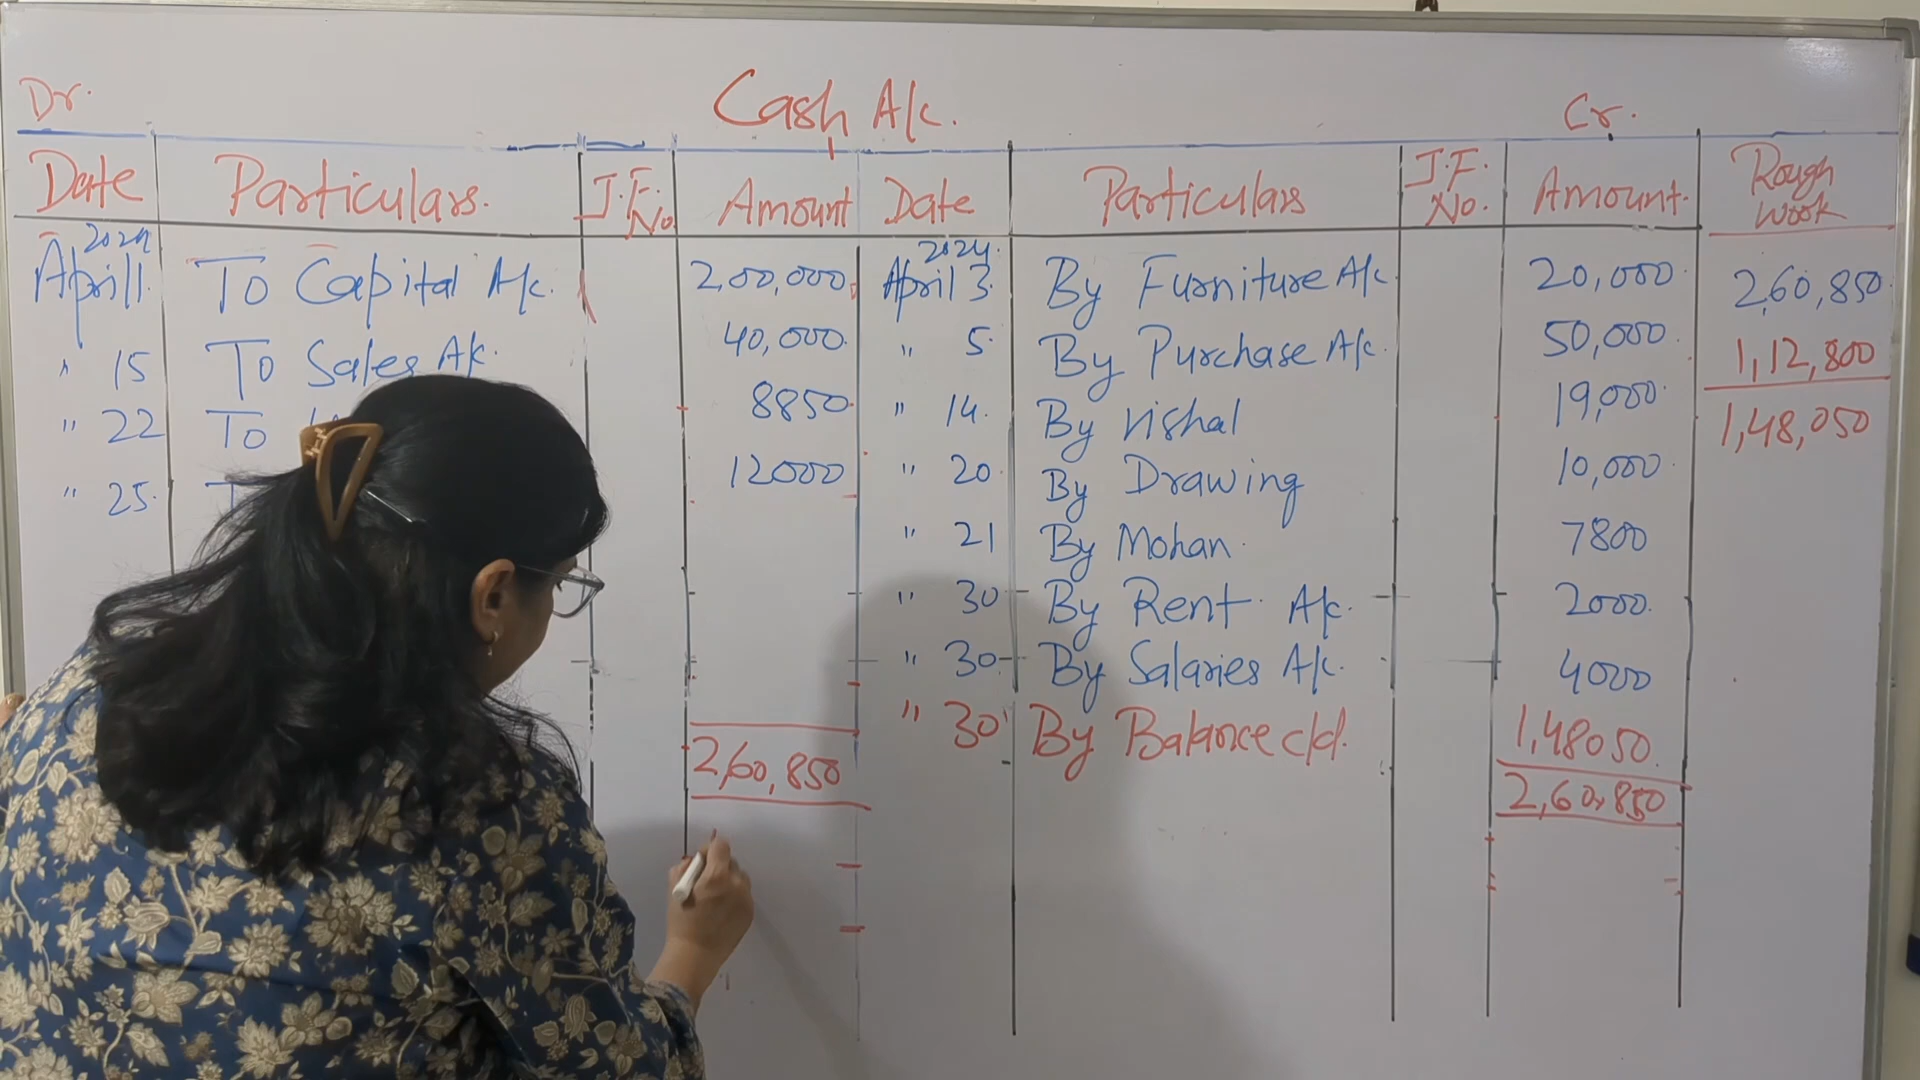 Dr. Cash A/c. Cr.
Date Particulars. J.F. No. Amount Date Particulars J.F. No. Amount. Rough Work
2024 2024.
April 1. To Capital A/c. 2,00,000 April 3. By Furniture A/c 20,000. 2,60,850.
" 15 To Sales A/c. 40,000. " 5. By Purchase A/c. 50,000. 1,12,800
" 22 To 8850. " 14. By Vishal 19,000. 1,48,050
" 25. 12000 " 20. By Drawing 10,000.
" 21 By Mohan. 7800
" 30 By Rent. A/c. 2000.
" 30. By Salaries A/c. 4000
" 30 By Balance c/d. 1,48050.
2,60,850 2,60,850